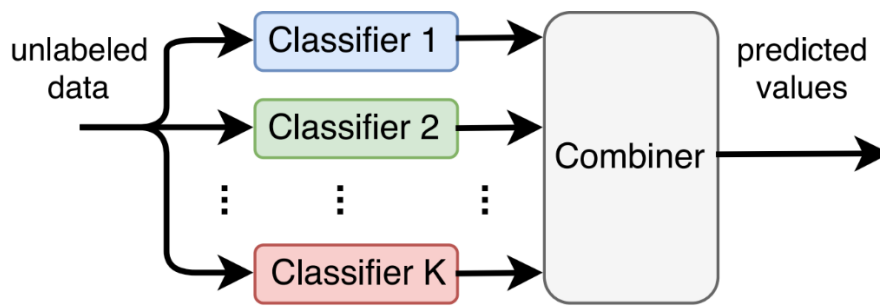 unlabeled
data
Classifier 1
Classifier 2
Classifier K
Combiner
predicted
values